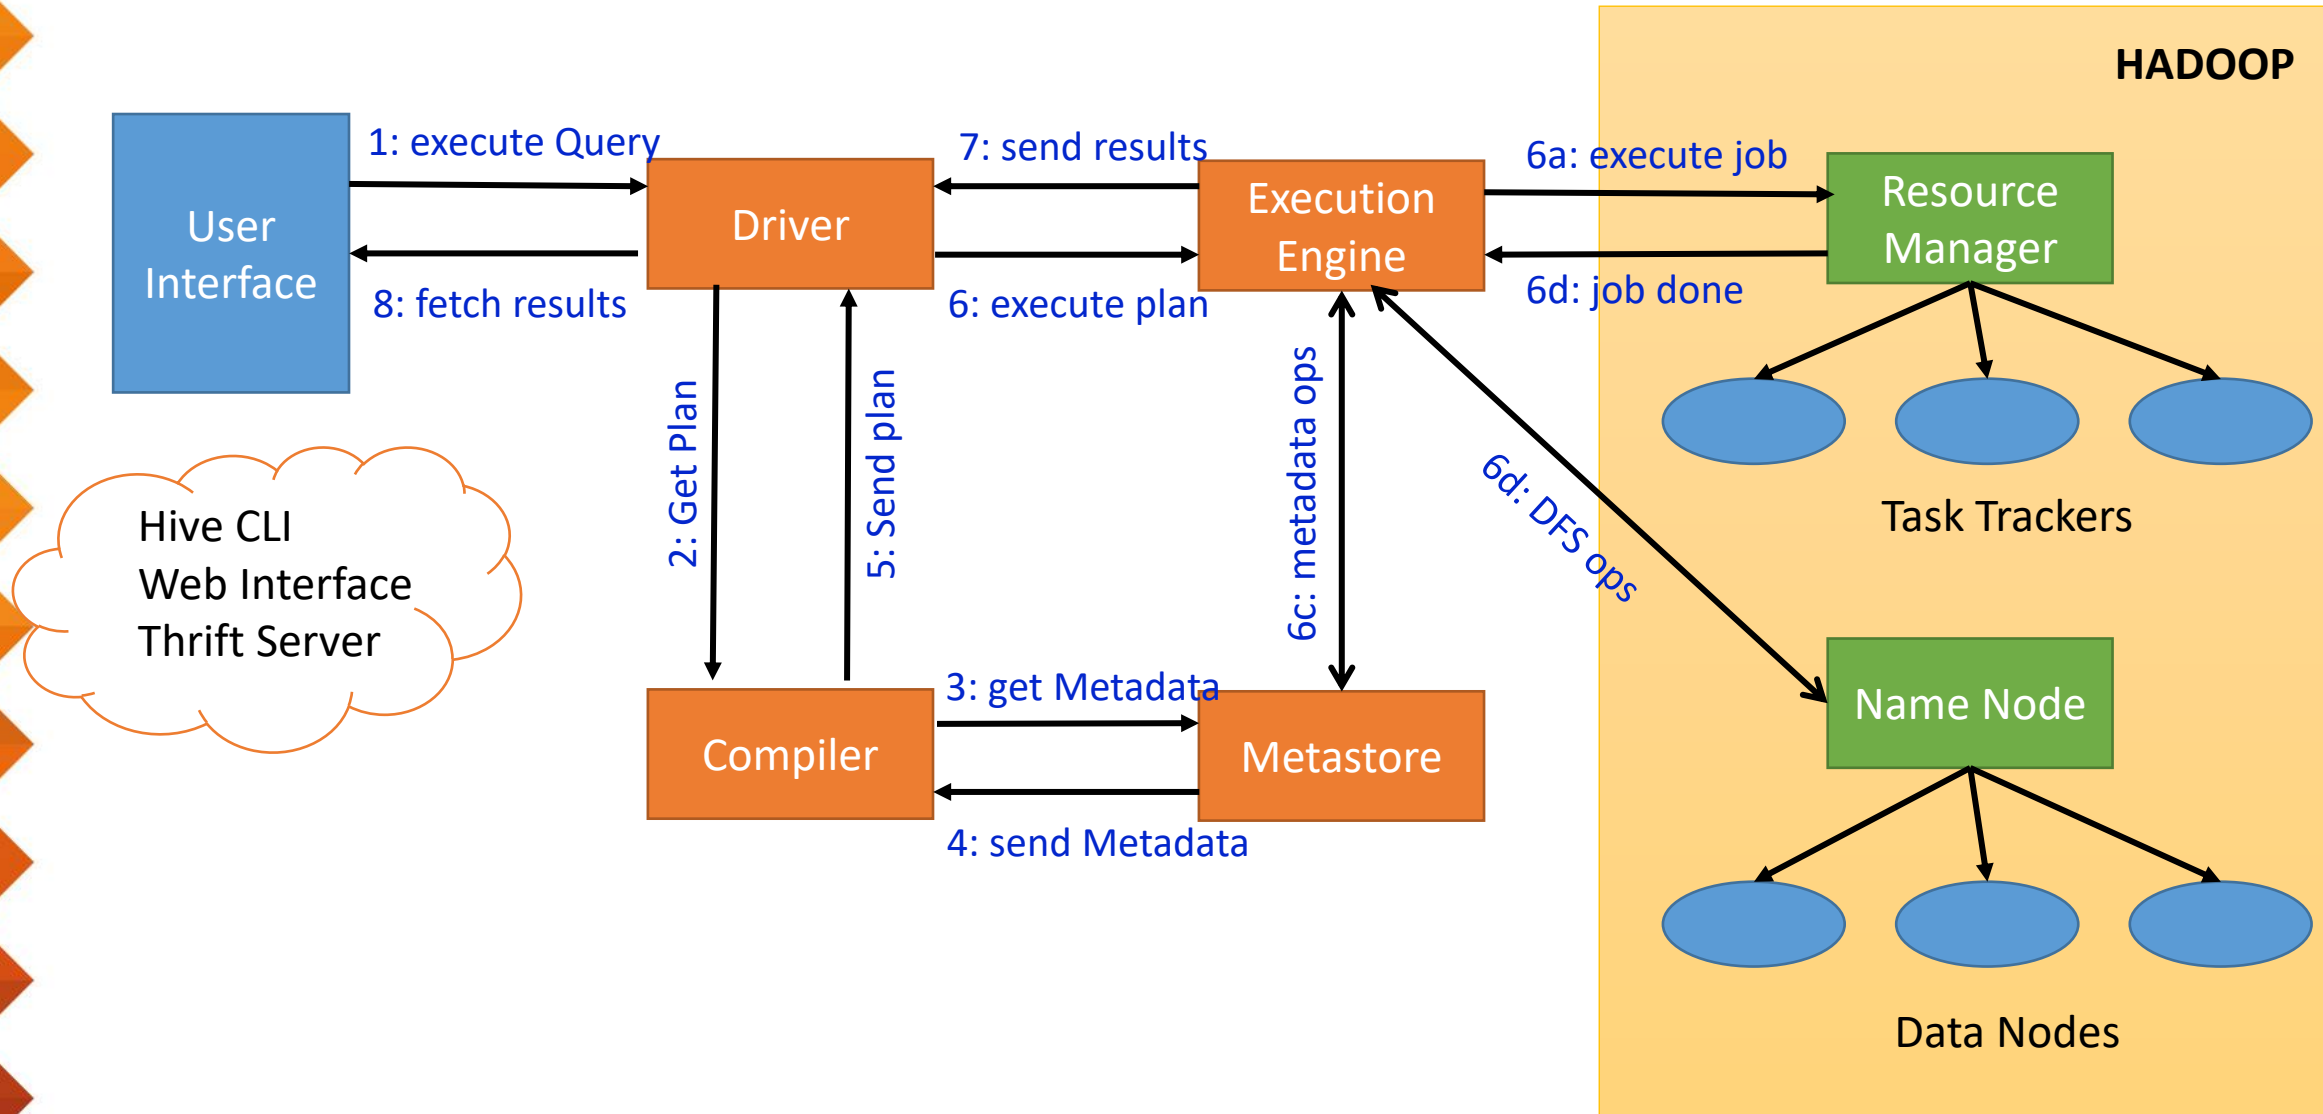 HADOOP
1: execute Query
7: send results
6a: execute job
User
Interface
Driver
Execution
Engine
Resource
Manager
8: fetch results
6: execute plan
6d: job done
2: Get Plan
5: Send plan
6c: metadata ops
6d: DFS ops
Task Trackers
Hive CLI
Web Interface
Thrift Server
3: get Metadata
Compiler
Metastore
Name Node
4: send Metadata
Data Nodes